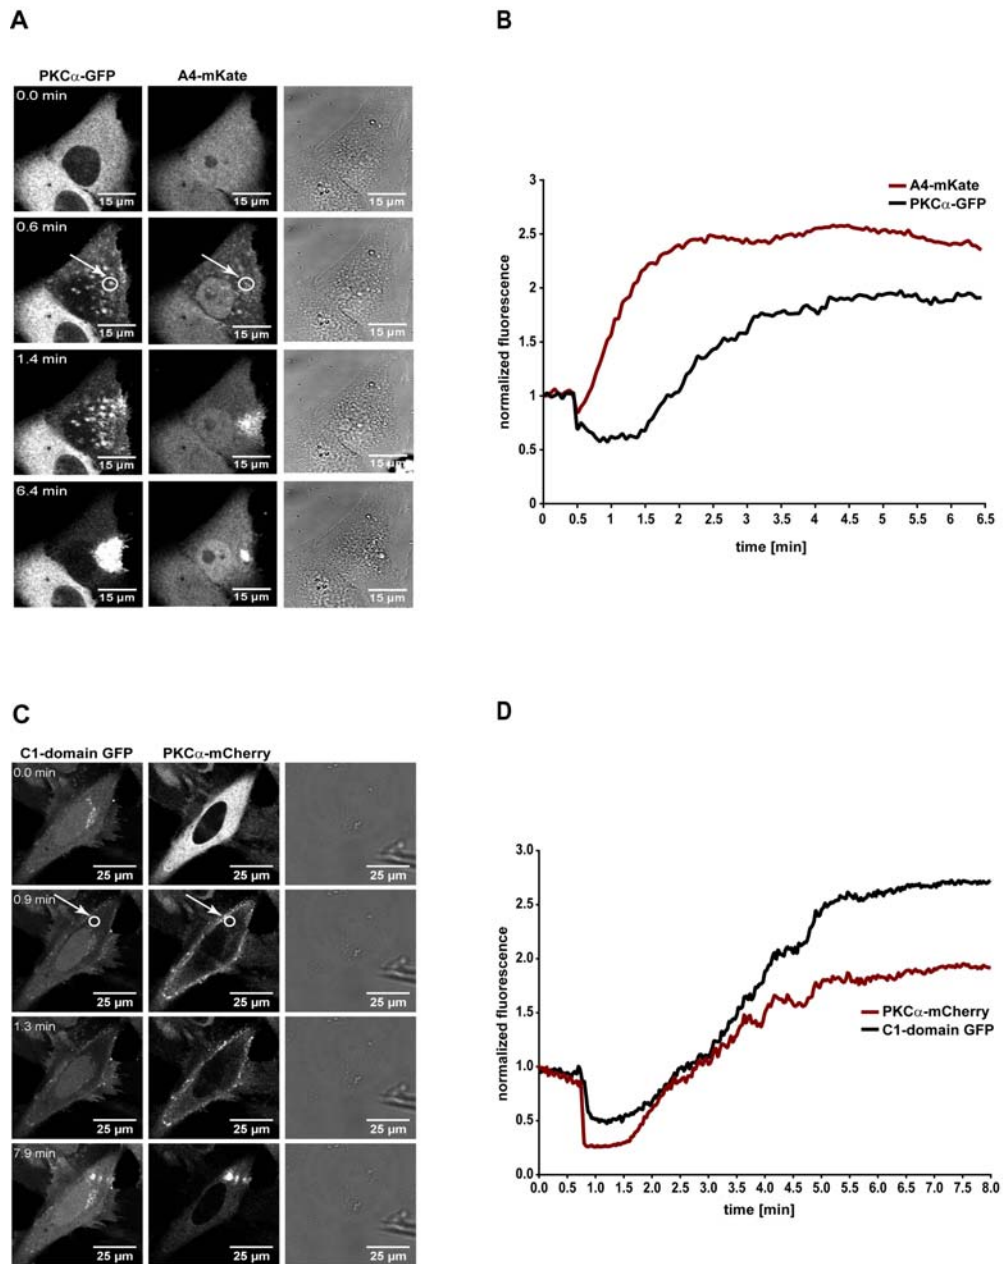 A
PKCα-GFP A4-mKate
0.0 min
15 µm 15 µm 15 µm
0.6 min
15 µm 15 µm 15 µm
1.4 min
15 µm 15 µm 15 µm
6.4 min
15 µm 15 µm 15 µm
B
3
2.5
2
1.5
1
0.5
0
normalized fluorescence
A4-mKate
PKCα-GFP
0 0.5 1 1.5 2 2.5 3 3.5 4 4.5 5 5.5 6 6.5
time [min]
C
C1-domain GFP PKCα-mCherry
0.0 min
25 µm 25 µm 25 µm
0.9 min
25 µm 25 µm 25 µm
1.3 min
25 µm 25 µm 25 µm
7.9 min
25 µm 25 µm 25 µm
D
3.0
2.5
2.0
1.5
1.0
0.5
0.0
normalized fluorescence
PKCα-mCherry
C1-domain GFP
0.0 0.5 1.0 1.5 2.0 2.5 3.0 3.5 4.0 4.5 5.0 5.5 6.0 6.5 7.0 7.5 8.0
time [min]